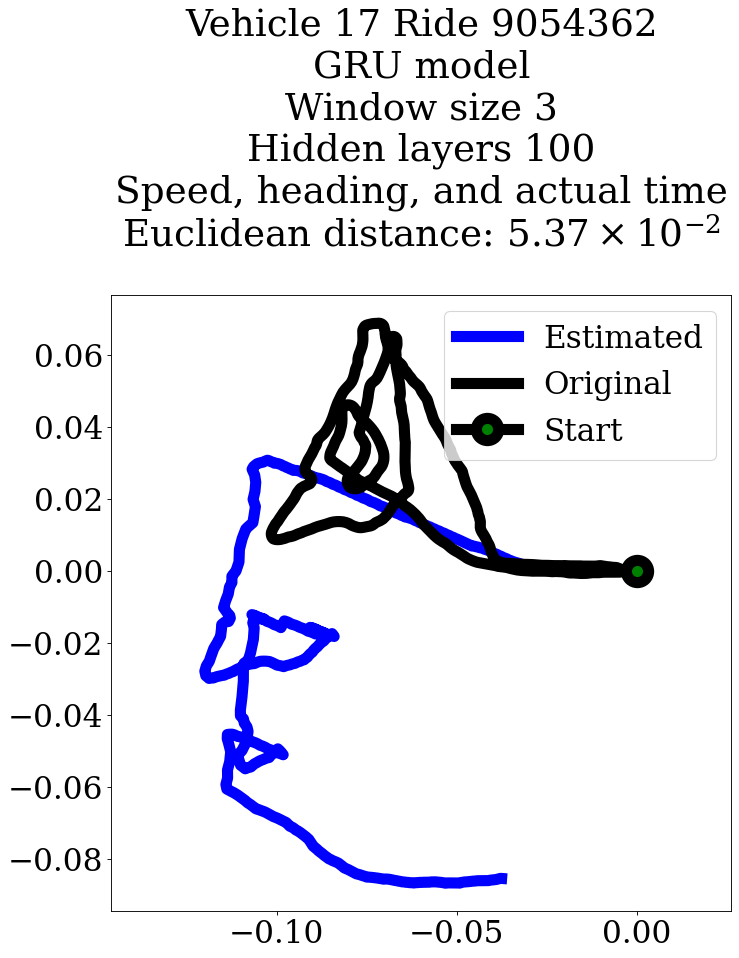 Vehicle 17 Ride 9054362
GRU model
Window size 3
Hidden layers 100
Speed, heading, and actual time
Euclidean distance: 5.37 × 10⁻²
Estimated
Original
Start
0.06
0.04
0.02
0.00
−0.02
−0.04
−0.06
−0.08
−0.10 −0.05 0.00